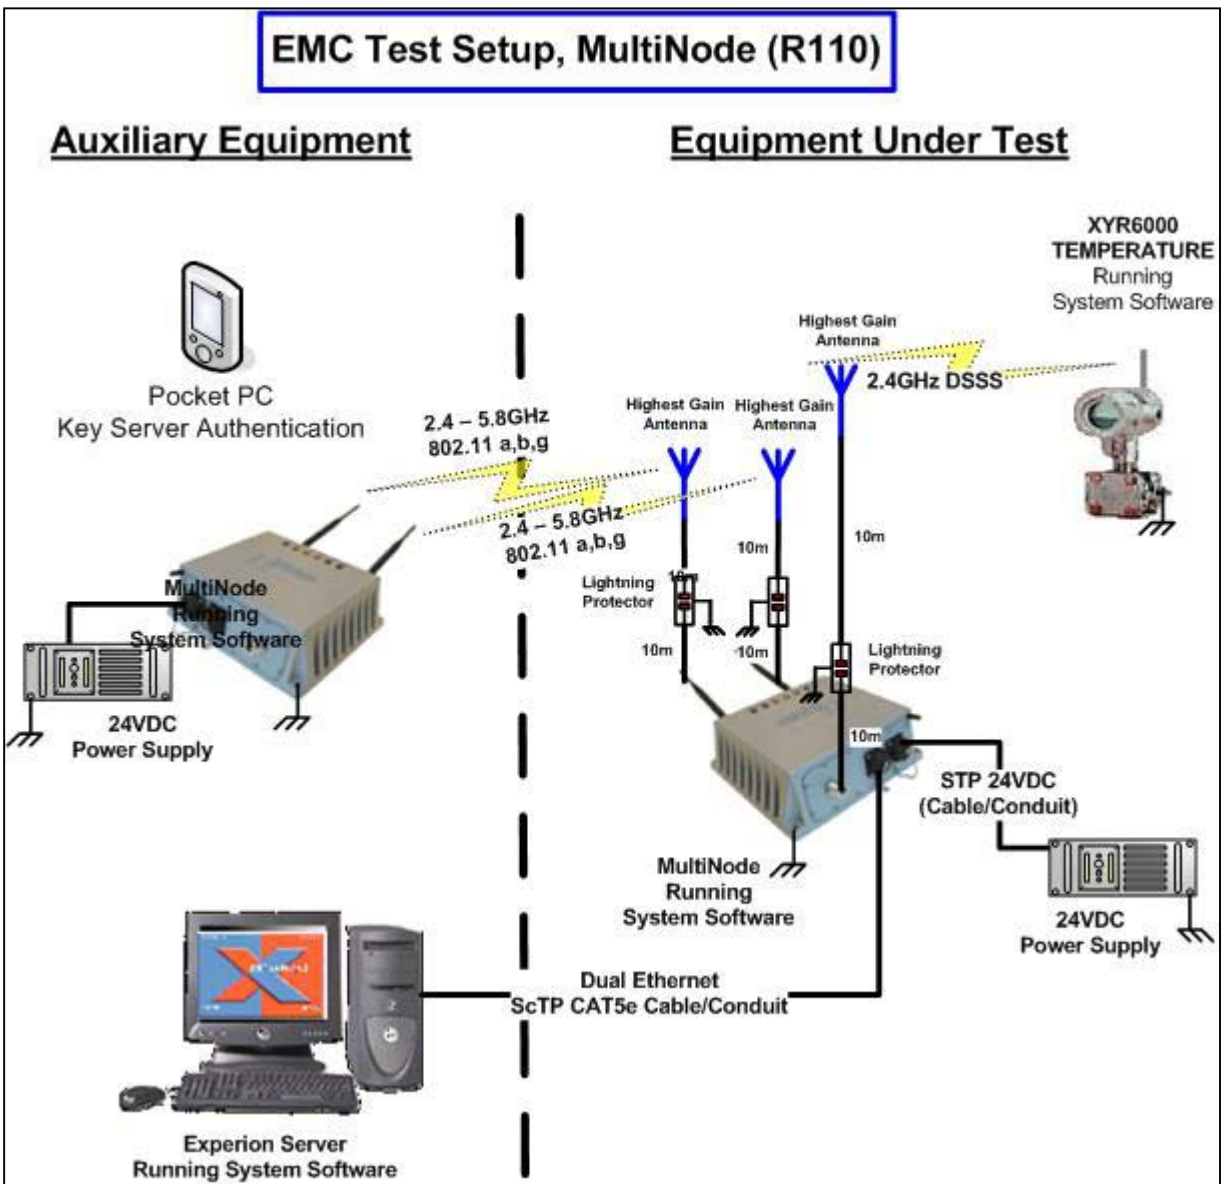 EMC Test Setup, MultiNode (R110)
Auxiliary Equipment
Equipment Under Test
XYR6000
TEMPERATURE
Running
System Software
Highest Gain
Antenna
2.4GHz DSSS
Pocket PC
Key Server Authentication
2.4 – 5.8GHz
802.11 a,b,g
Highest Gain
Antenna
Highest Gain
Antenna
2.4 – 5.8GHz
802.11 a,b,g
10m
10m
10m
Lightning
Protector
MultiNode
Running
System Software
10m
10m
Lightning
Protector
24VDC
Power Supply
10m
STP 24VDC
(Cable/Conduit)
MultiNode
Running
System Software
24VDC
Power Supply
Dual Ethernet
ScTP CAT5e Cable/Conduit
Experion Server
Running System Software